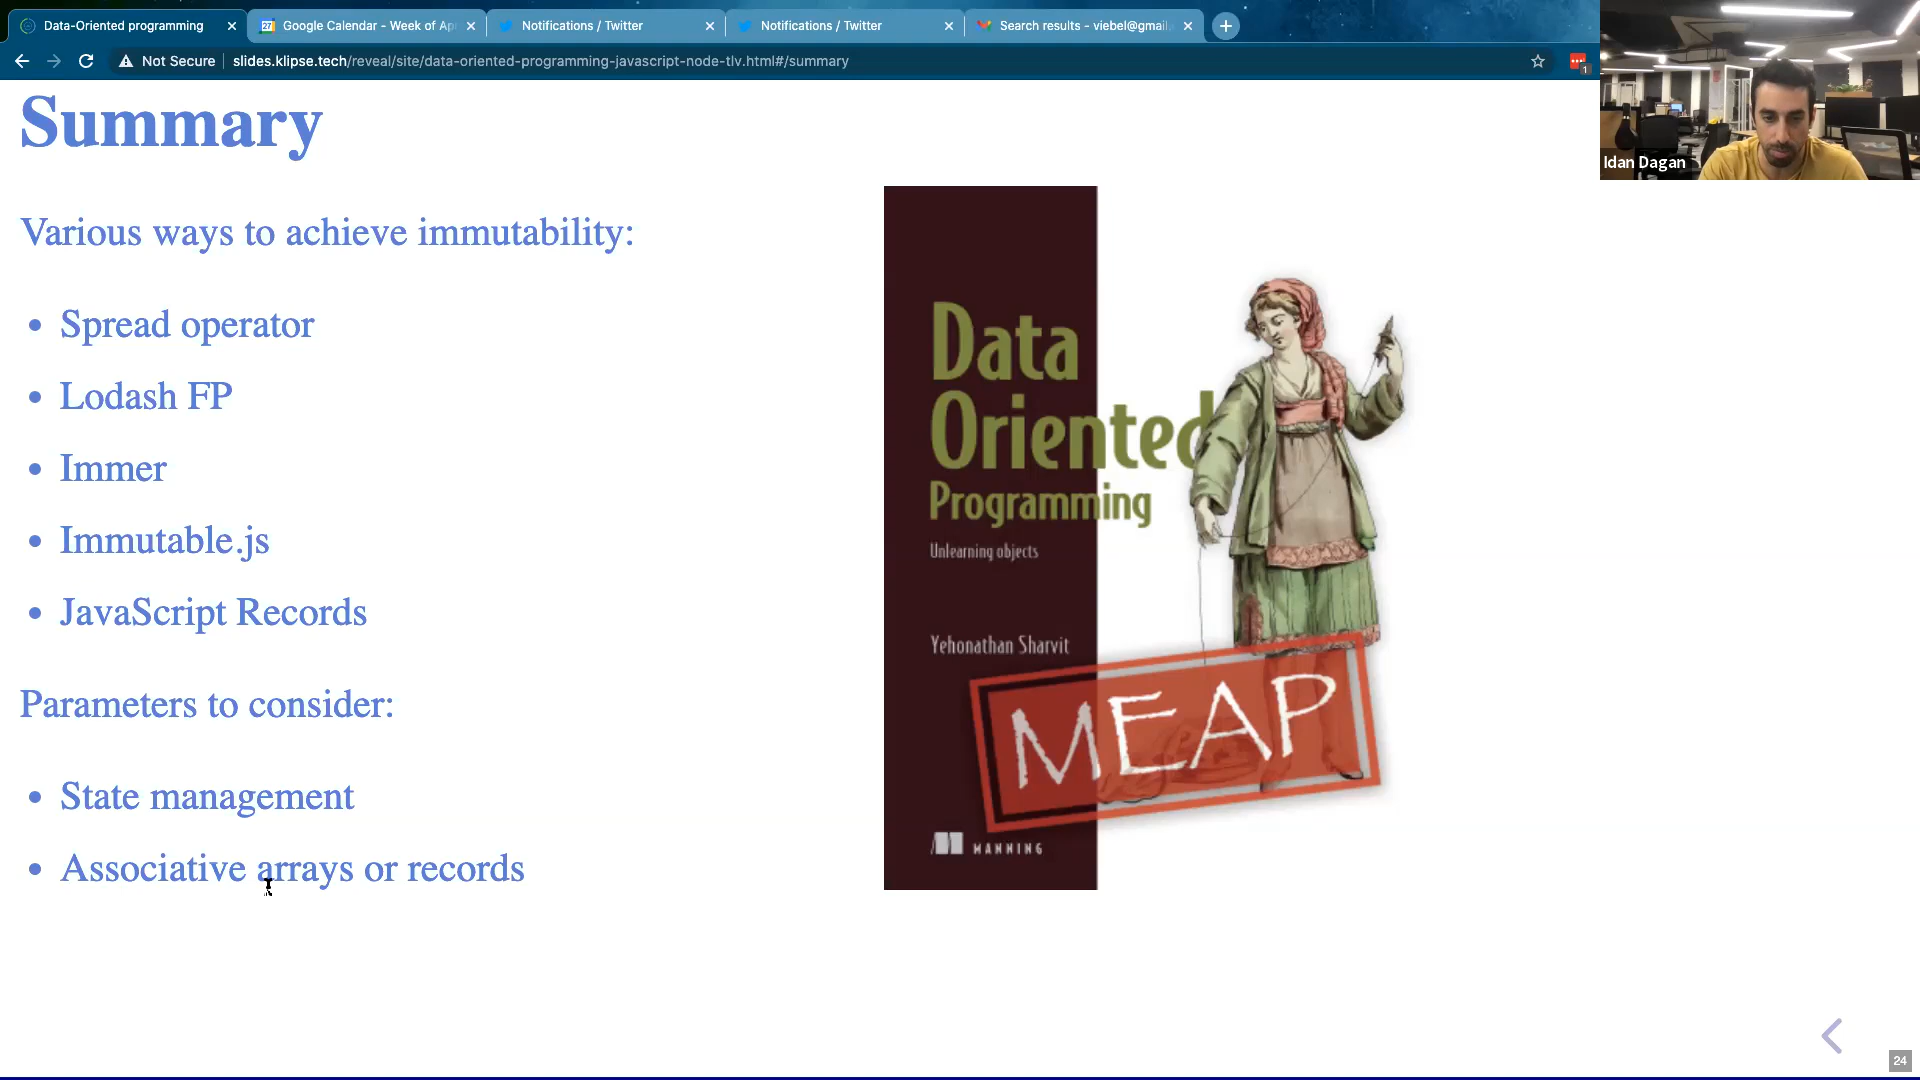 Data-Oriented programming
Google Calendar - Week of Ap
Notifications / Twitter
Notifications / Twitter
Search results - viebel@gmail.
Not Secure
slides.klipse.tech/reveal/site/data-oriented-programming-javascript-node-tlv.html#/summary
Idan Dagan
Summary
Various ways to achieve immutability:
• Spread operator
• Lodash FP
• Immer
• Immutable.js
• JavaScript Records
Parameters to consider:
• State management
• Associative arrays or records
Data
Oriented
Programming
Unlearning objects
Yehonathan Sharvit
MEAP
MANNING
24
27
1